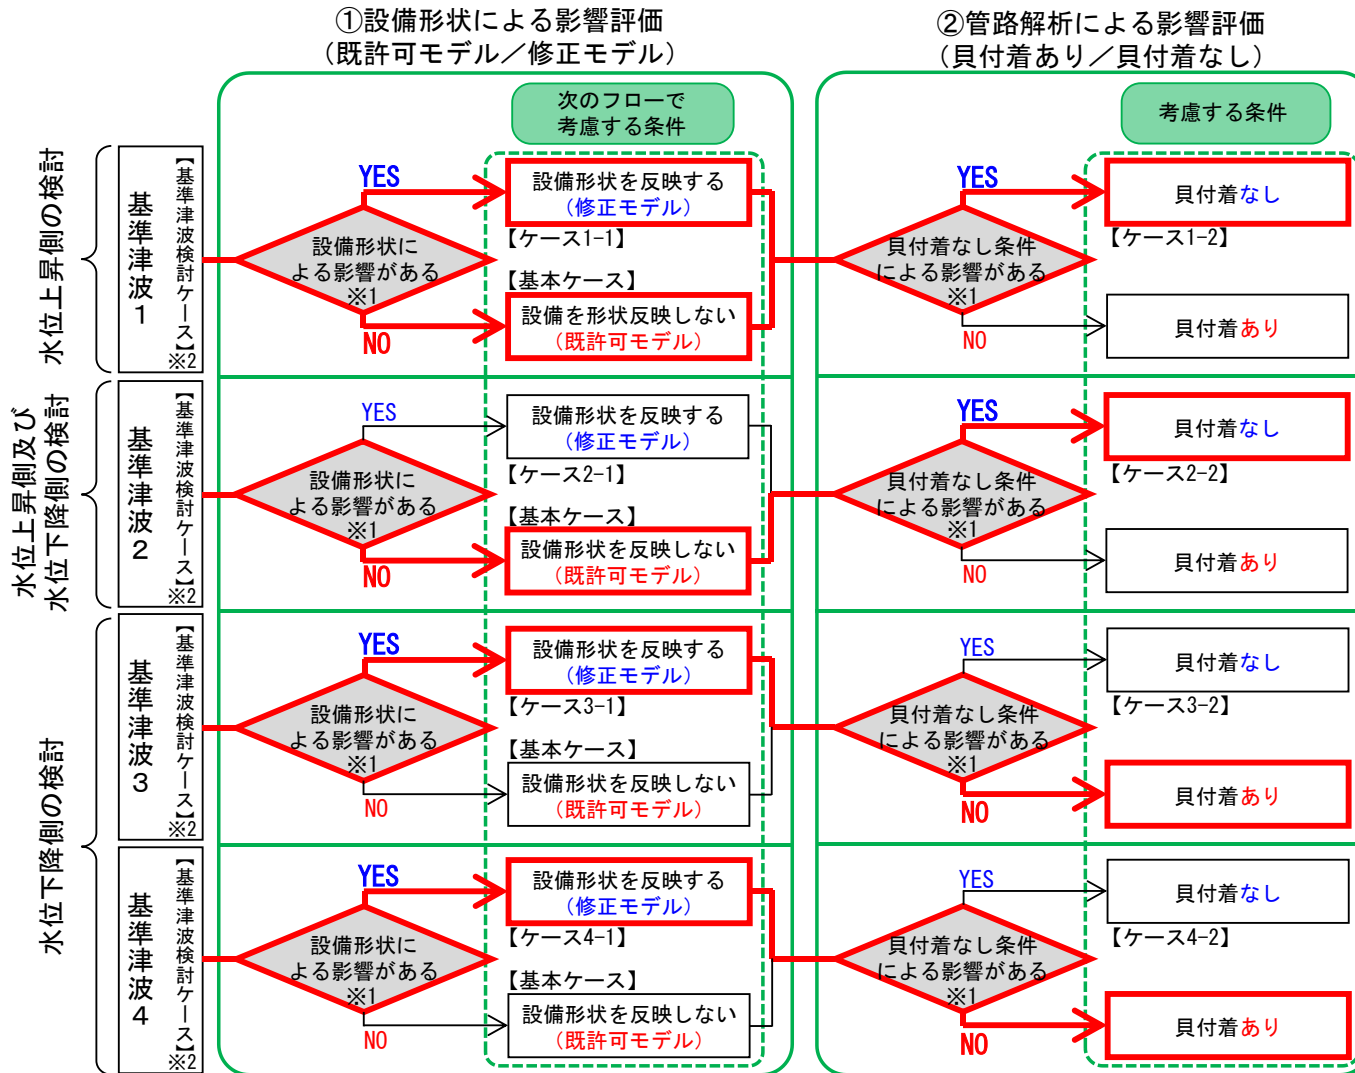 ①設備形状による影響評価
(既許可モデル／修正モデル)
②管路解析による影響評価
(貝付着あり／貝付着なし)
次のフローで
考慮する条件
考慮する条件
水位上昇側の検討
基準津波1
【基準津波検討ケース】※2
設備形状に
よる影響がある
※1
YES
設備形状を反映する
(修正モデル)
【ケース1-1】
【基本ケース】
NO
設備を形状反映しない
(既許可モデル)
貝付着なし条件
による影響がある
※1
YES
貝付着なし
【ケース1-2】
NO
貝付着あり
水位上昇側及び
水位下降側の検討
基準津波2
【基準津波検討ケース】※2
設備形状に
よる影響がある
※1
YES
設備形状を反映する
(修正モデル)
【ケース2-1】
【基本ケース】
NO
設備形状を反映しない
(既許可モデル)
貝付着なし条件
による影響がある
※1
YES
貝付着なし
【ケース2-2】
NO
貝付着あり
水位下降側の検討
基準津波3
【基準津波検討ケース】※2
設備形状に
よる影響がある
※1
YES
設備形状を反映する
(修正モデル)
【ケース3-1】
【基本ケース】
NO
設備形状を反映しない
(既許可モデル)
貝付着なし条件
による影響がある
※1
YES
貝付着なし
【ケース3-2】
NO
貝付着あり
基準津波4
【基準津波検討ケース】※2
設備形状に
よる影響がある
※1
YES
設備形状を反映する
(修正モデル)
【ケース4-1】
【基本ケース】
NO
設備形状を反映しない
(既許可モデル)
貝付着なし条件
による影響がある
※1
YES
貝付着なし
【ケース4-2】
NO
貝付着あり